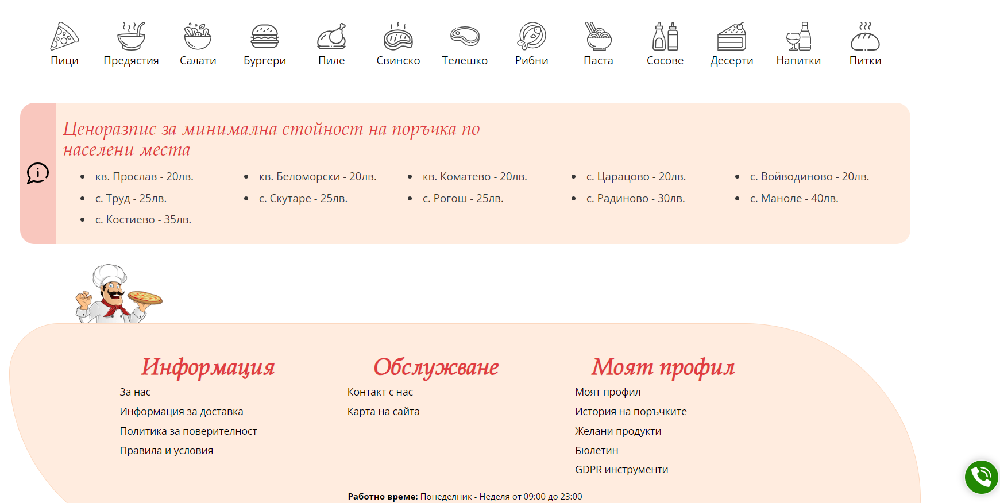 Пици Предястия Салати Бургери Пиле Свинско Телешко Рибни Паста Сосове Десерти Напитки Питки
Ценоразпис за минимална стойност на поръчка по
населени места
кв. Прослав - 20лв. кв. Беломорски - 20лв. кв. Коматево - 20лв. с. Царацово - 20лв. с. Войводиново - 20лв.
с. Труд - 25лв. с. Скутаре - 25лв. с. Рогош - 25лв. с. Радиново - 30лв. с. Маноле - 40лв.
с. Костиево - 35лв.
Информация
За нас
Информация за доставка
Политика за поверителност
Правила и условия
Обслужване
Контакт с нас
Карта на сайта
Моят профил
Моят профил
История на поръчките
Желани продукти
Бюлетин
GDPR инструменти
Работно време: Понеделник - Неделя от 09:00 до 23:00